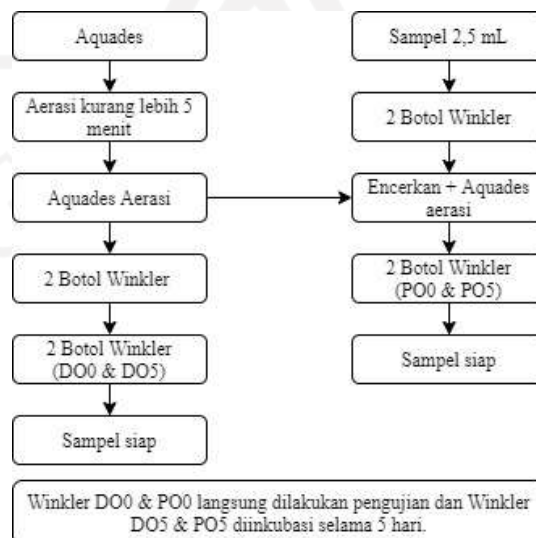 Aquades
Aerasi kurang lebih 5
menit
Aquades Aerasi
2 Botol Winkler
2 Botol Winkler
(DO0 & DO5)
Sampel siap
Sampel 2,5 mL
2 Botol Winkler
Encerkan + Aquades
aerasi
2 Botol Winkler
(PO0 & PO5)
Sampel siap
Winkler DO0 & PO0 langsung dilakukan pengujian dan Winkler
DO5 & PO5 diinkubasi selama 5 hari.